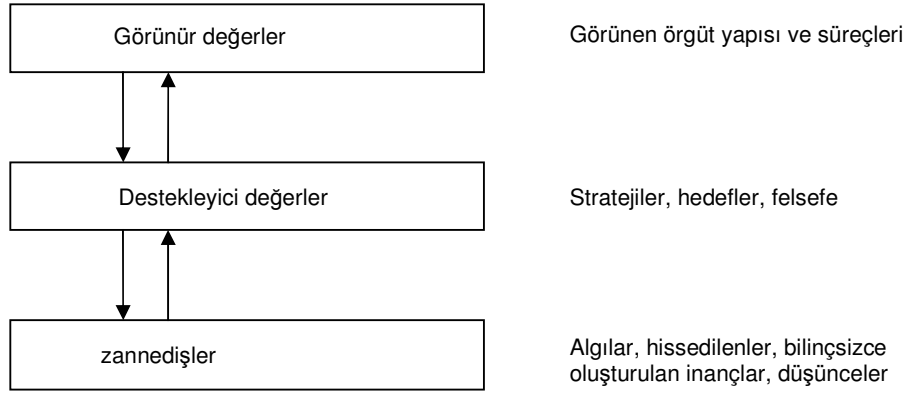 Görünür değerler
Görünen örgüt yapısı ve süreçleri
Destekleyici değerler
Stratejiler, hedefler, felsefe
zannedişler
Algılar, hissedilenler, bilinçsizce
oluşturulan inançlar, düşünceler